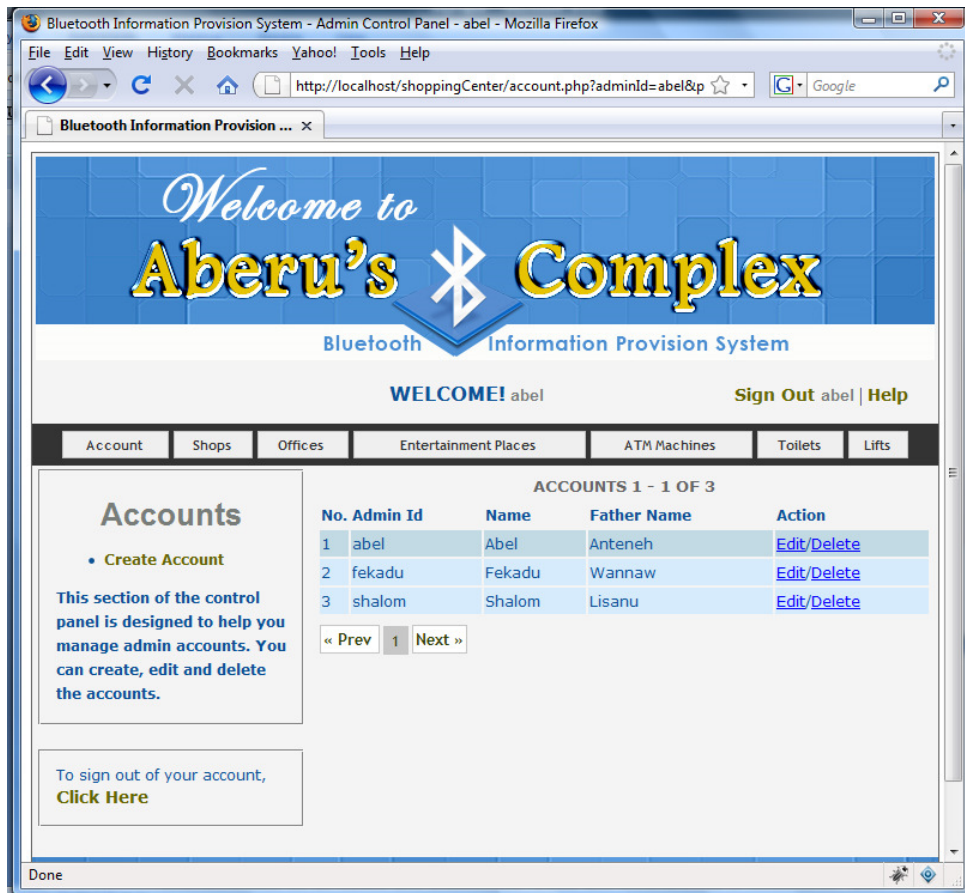 Bluetooth Information Provision System - Admin Control Panel - abel - Mozilla Firefox
File Edit View History Bookmarks Yahoo! Tools Help
http://localhost/shoppingCenter/account.php?adminId=abel&p
G Google
Bluetooth Information Provision ... x
Welcome to
Aberu's Complex
Bluetooth Information Provision System
WELCOME! abel
Sign Out abel | Help
Account Shops Offices Entertainment Places ATM Machines Toilets Lifts
Accounts
• Create Account
This section of the control
panel is designed to help you
manage admin accounts. You
can create, edit and delete
the accounts.
To sign out of your account,
Click Here
ACCOUNTS 1 - 1 OF 3
No. Admin Id Name Father Name Action
1 abel Abel Anteneh Edit/Delete
2 fekadu Fekadu Wannaw Edit/Delete
3 shalom Shalom Lisanu Edit/Delete
« Prev 1 Next »
Done